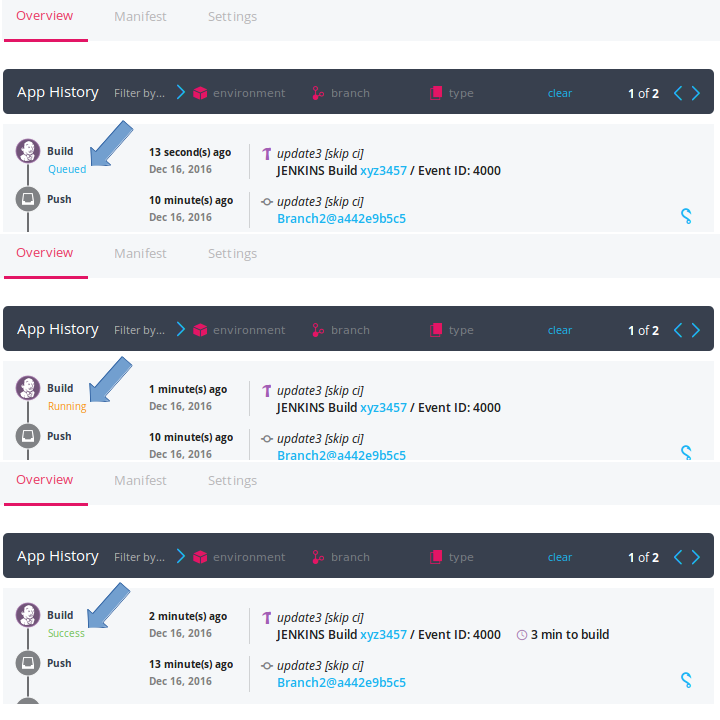 Overview Manifest Settings
App History Filter by... environment branch type clear 1 of 2
Build 13 second(s) ago update3 [skip ci]
Queued Dec 16, 2016 JENKINS Build xyz3457 / Event ID: 4000
Push 10 minute(s) ago update3 [skip ci]
Dec 16, 2016 Branch2@a442e9b5c5
Overview Manifest Settings
App History Filter by... environment branch type clear 1 of 2
Build 1 minute(s) ago update3 [skip ci]
Running Dec 16, 2016 JENKINS Build xyz3457 / Event ID: 4000
Push 10 minute(s) ago update3 [skip ci]
Dec 16, 2016 Branch2@a442e9b5c5
Overview Manifest Settings
App History Filter by... environment branch type clear 1 of 2
Build 2 minute(s) ago update3 [skip ci]
Success Dec 16, 2016 JENKINS Build xyz3457 / Event ID: 4000 3 min to build
Push 13 minute(s) ago update3 [skip ci]
Dec 16, 2016 Branch2@a442e9b5c5